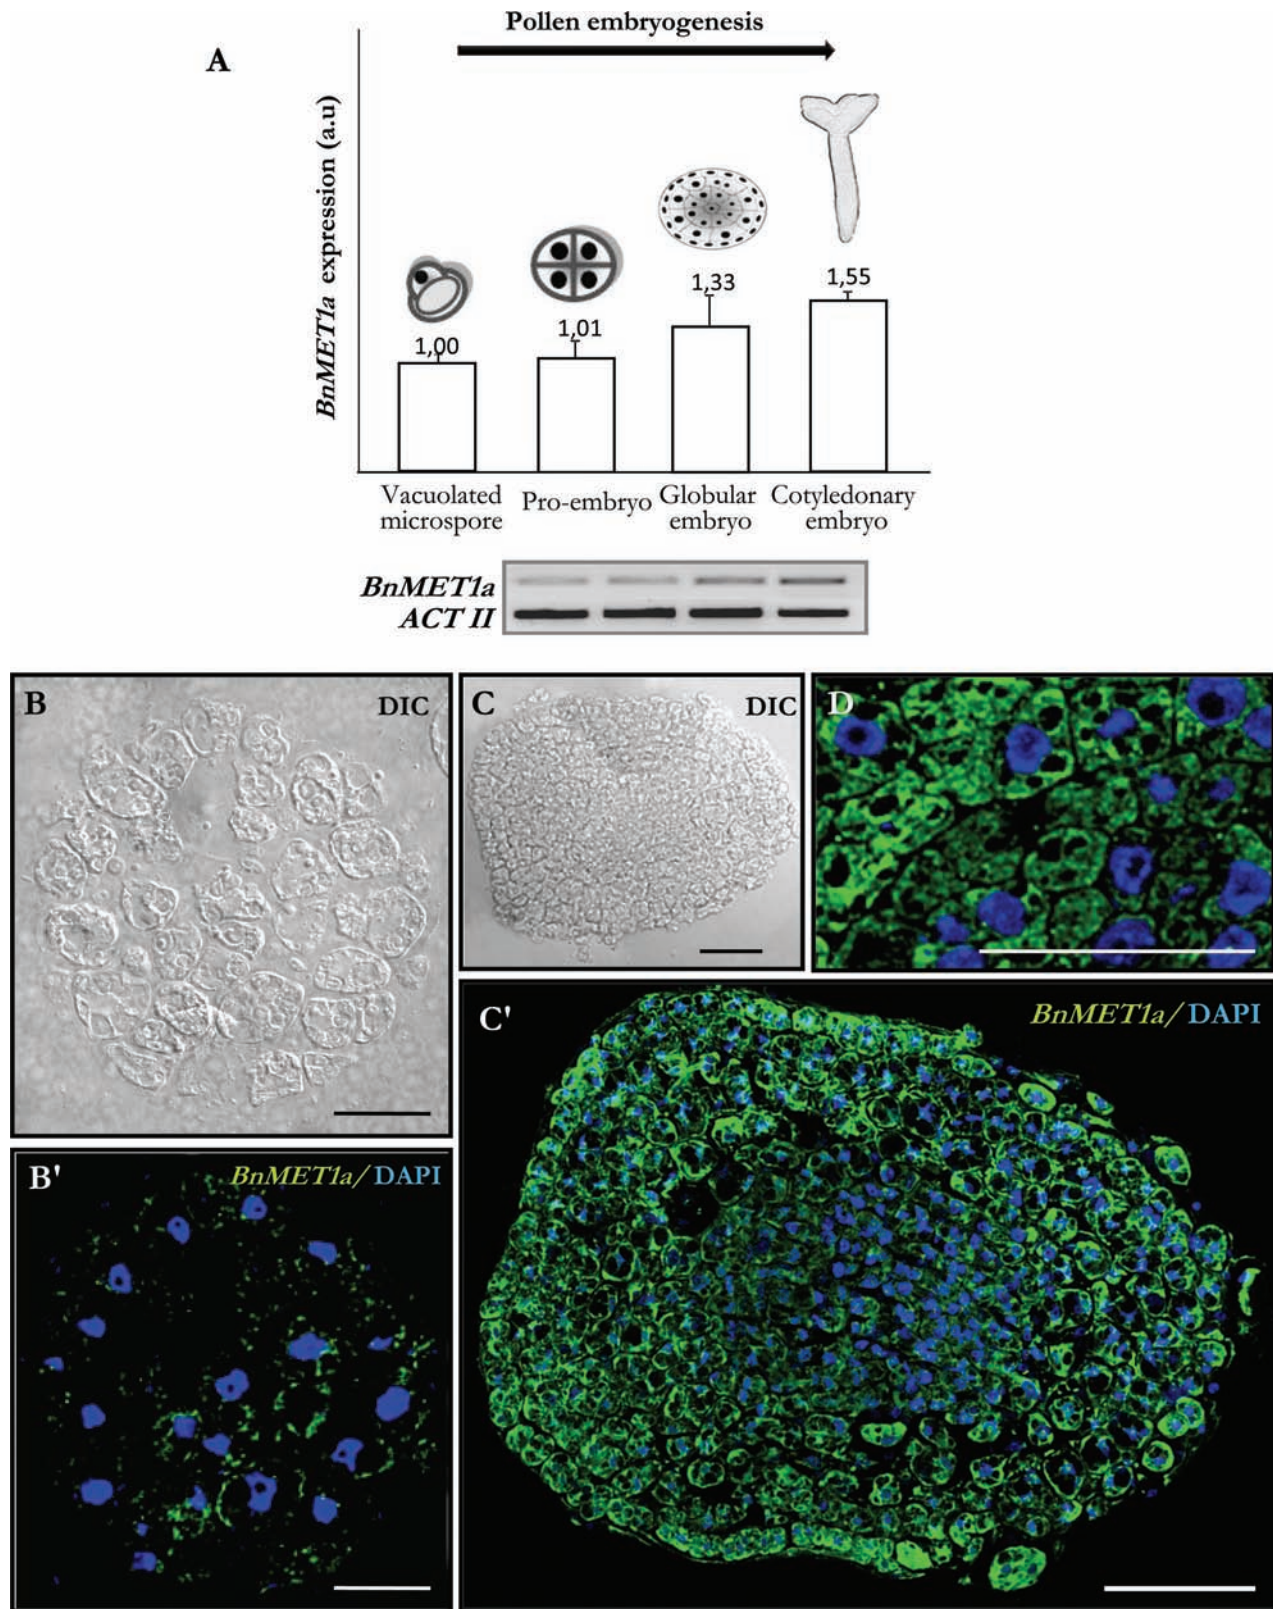 Pollen embryogenesis
A
BnMET1a expression (a.u)
1,00
1,01
1,33
1,55
Vacuolated
microspore
Pro-embryo
Globular
embryo
Cotyledonary
embryo
BnMET1a
ACT II
B
DIC
C
DIC
D
B'
BnMET1a/ DAPI
C'
BnMET1a/ DAPI